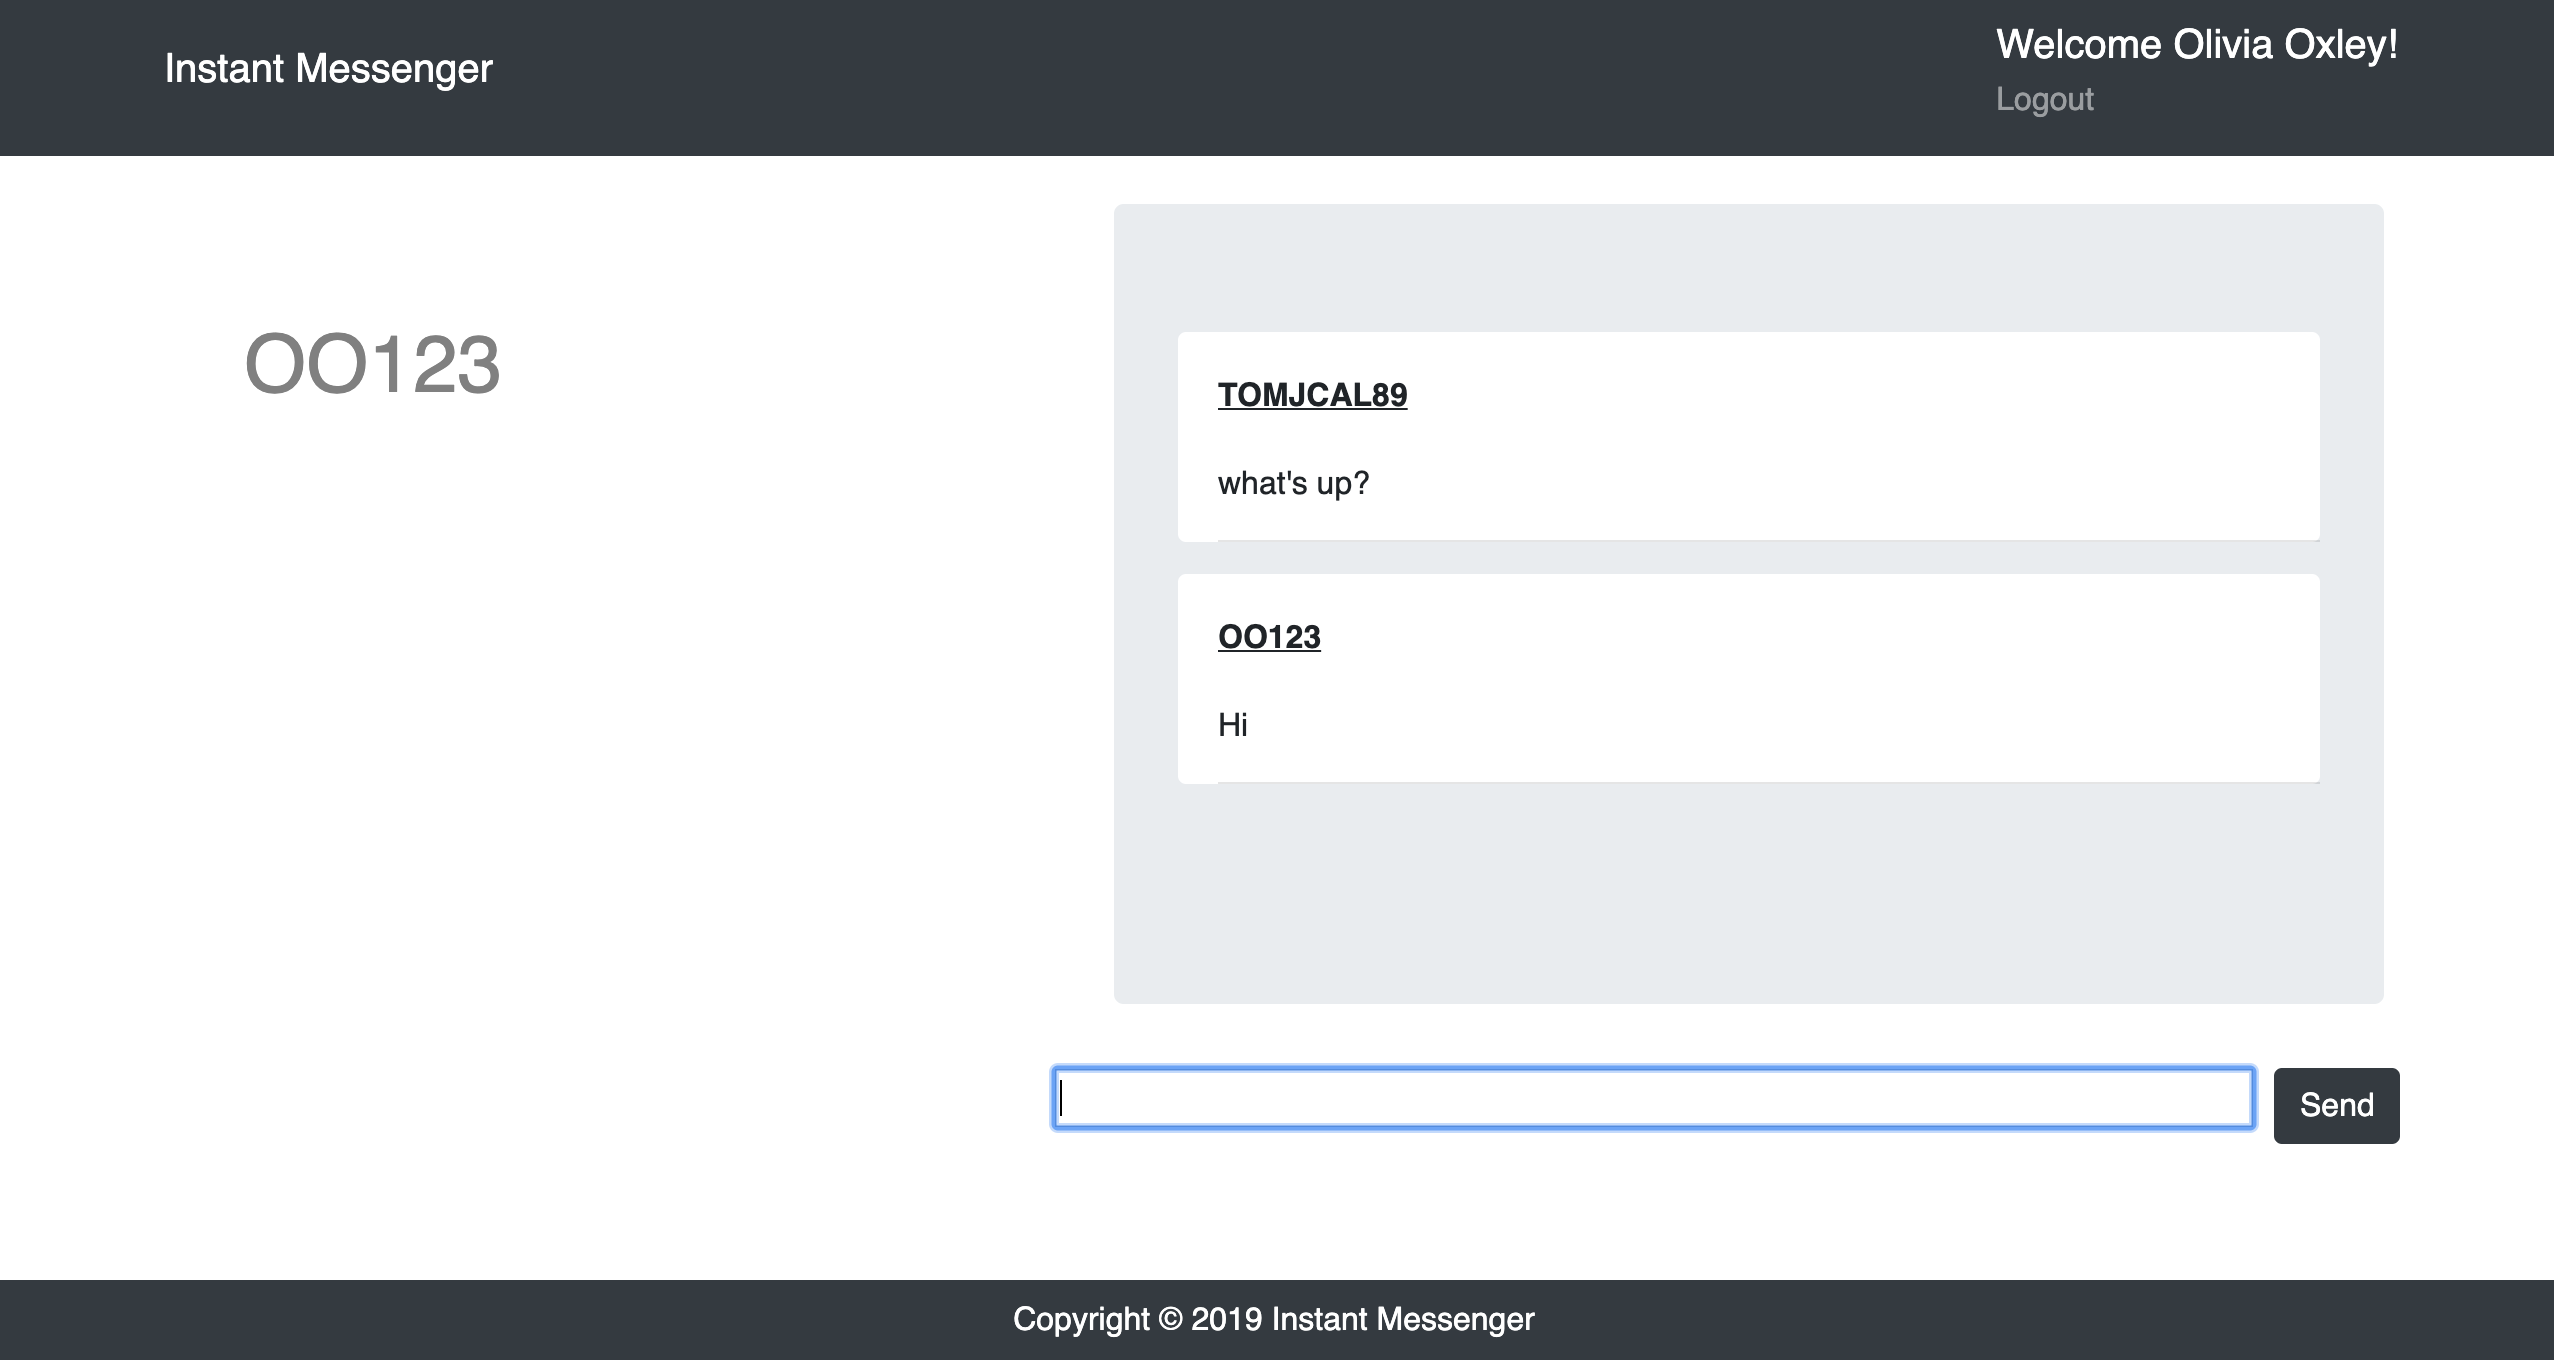 Instant Messenger
Welcome Olivia Oxley!
Logout
OO123
TOMJCAL89
what's up?
OO123
Hi
Send
Copyright © 2019 Instant Messenger